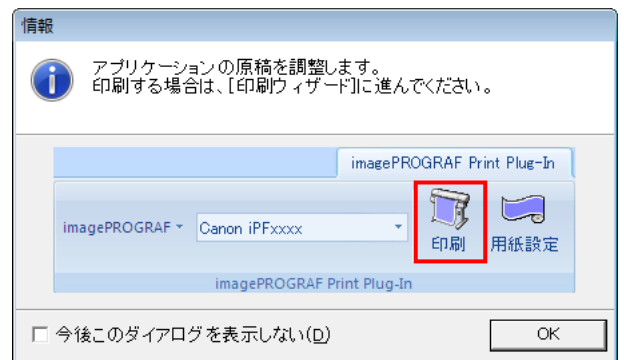 情報
アプリケーションの原稿を調整します。
印刷する場合は、[印刷ウィザード]に進んでください。
imagePROGRAF Print Plug-In
imagePROGRAF
Canon iPFxxxx
印刷
用紙設定
imagePROGRAF Print Plug-In
今後このダイアログを表示しない(D)
OK